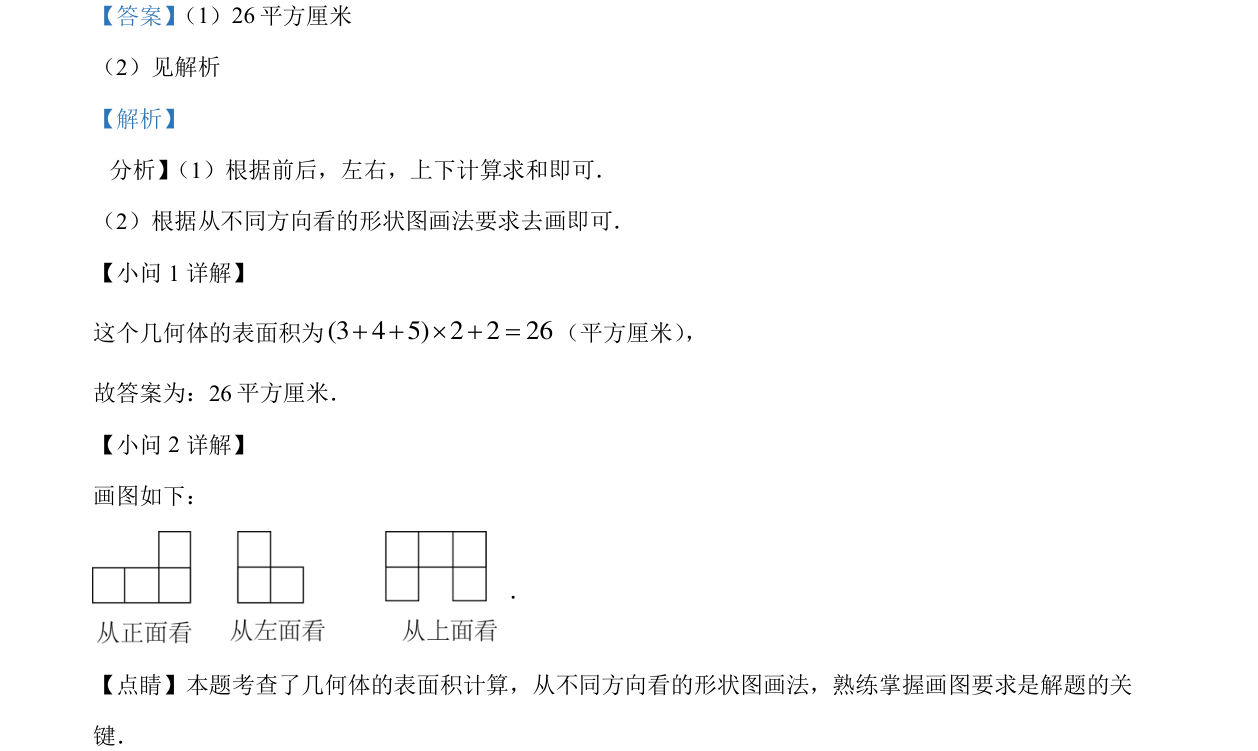 【答案】(1)26平方厘米
(2)见解析
【解析】
分析】(1)根据前后,左右,上下计算求和即可.
(2)根据从不同方向看的形状图画法要求去画即可.
【小问1详解】
这个几何体的表面积为(3+4+5)×2+2=26(平方厘米),
故答案为:26平方厘米.
【小问2详解】
画图如下:
从正面看 从左面看 从上面看 .
【点睛】本题考查了几何体的表面积计算,从不同方向看的形状图画法,熟练掌握画图要求是解题的关
键.